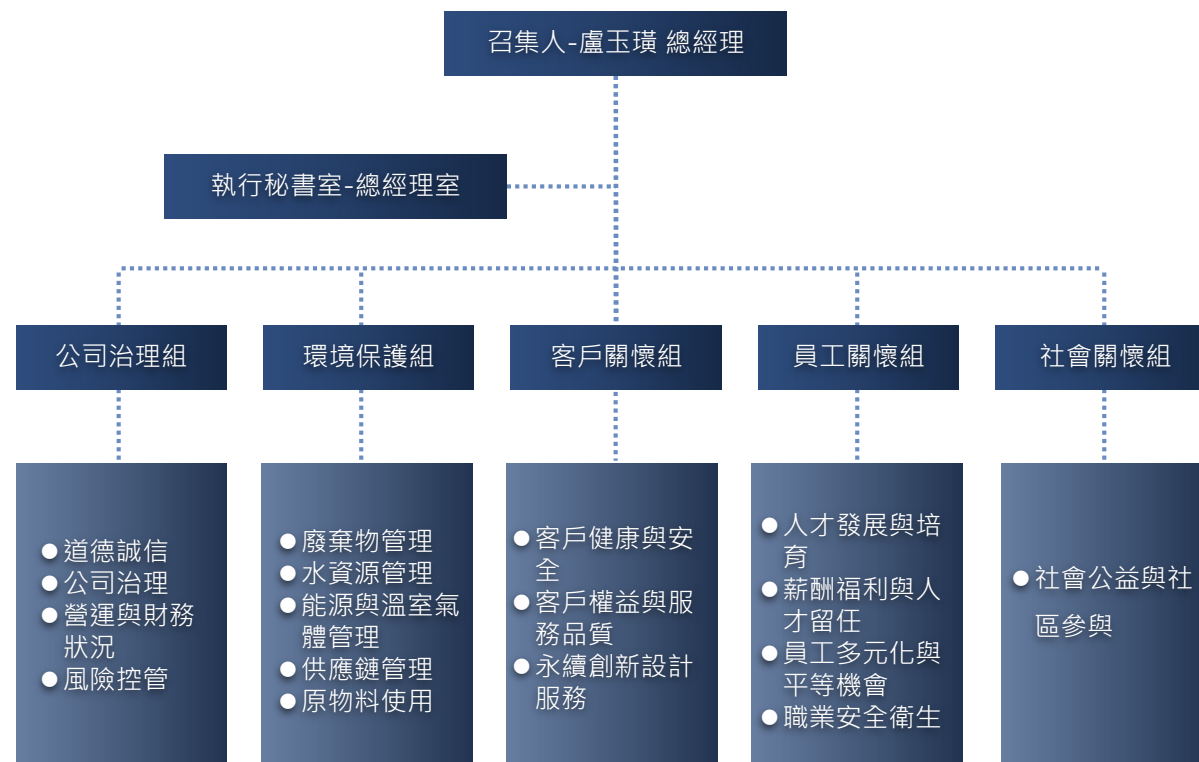 召集人-盧玉璜 總經理
執行秘書室-總經理室
公司治理組
環境保護組
客戶關懷組
員工關懷組
社會關懷組
●道德誠信
●公司治理
●營運與財務
狀況
●風險控管
●廢棄物管理
●水資源管理
●能源與溫室氣
體管理
●供應鏈管理
●原物料使用
●客戶健康與安
全
●客戶權益與服
務品質
●永續創新設計
服務
●人才發展與培
育
●薪酬福利與人
才留任
●員工多元化與
平等機會
●職業安全衛生
●社會公益與社
區參與